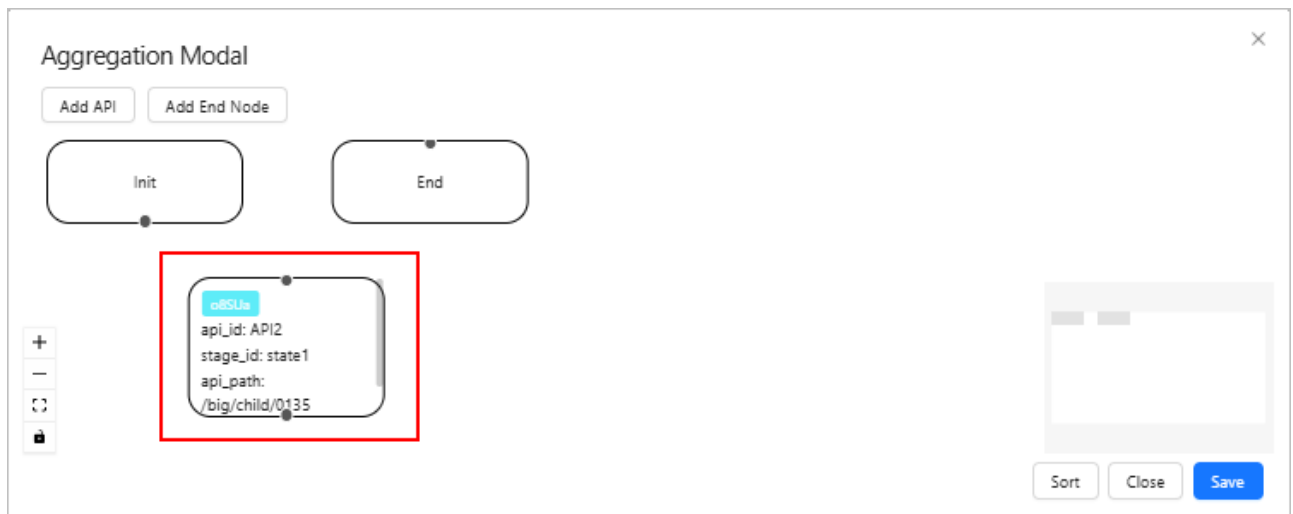 Aggregation Modal
Add API
Add End Node
Init
End
o8SUa
api_id: API2
stage_id: state1
api_path:
/big/child/0135
Sort
Close
Save